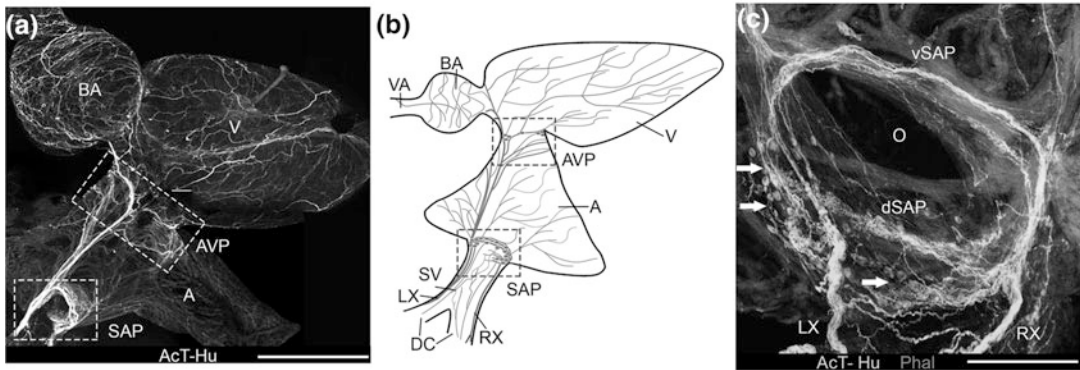 (a)
BA
V
AVP
A
SAP
AcT-Hu
(b)
BA
VA
V
AVP
A
SV
SAP
LX
DC
RX
(c)
vSAP
O
dSAP
LX
RX
AcT- Hu Phal